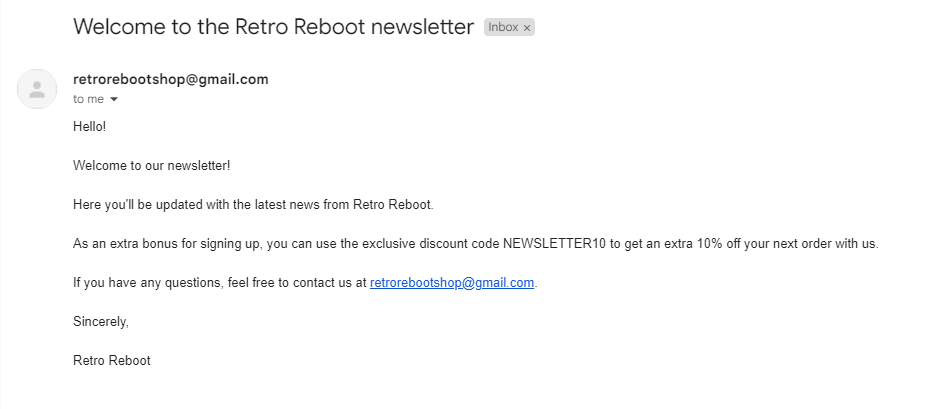 Welcome to the Retro Reboot newsletter Inbox ×
retrorebootshop@gmail.com
to me
Hello!
Welcome to our newsletter!
Here you'll be updated with the latest news from Retro Reboot.
As an extra bonus for signing up, you can use the exclusive discount code NEWSLETTER10 to get an extra 10% off your next order with us.
If you have any questions, feel free to contact us at retrorebootshop@gmail.com.
Sincerely,
Retro Reboot